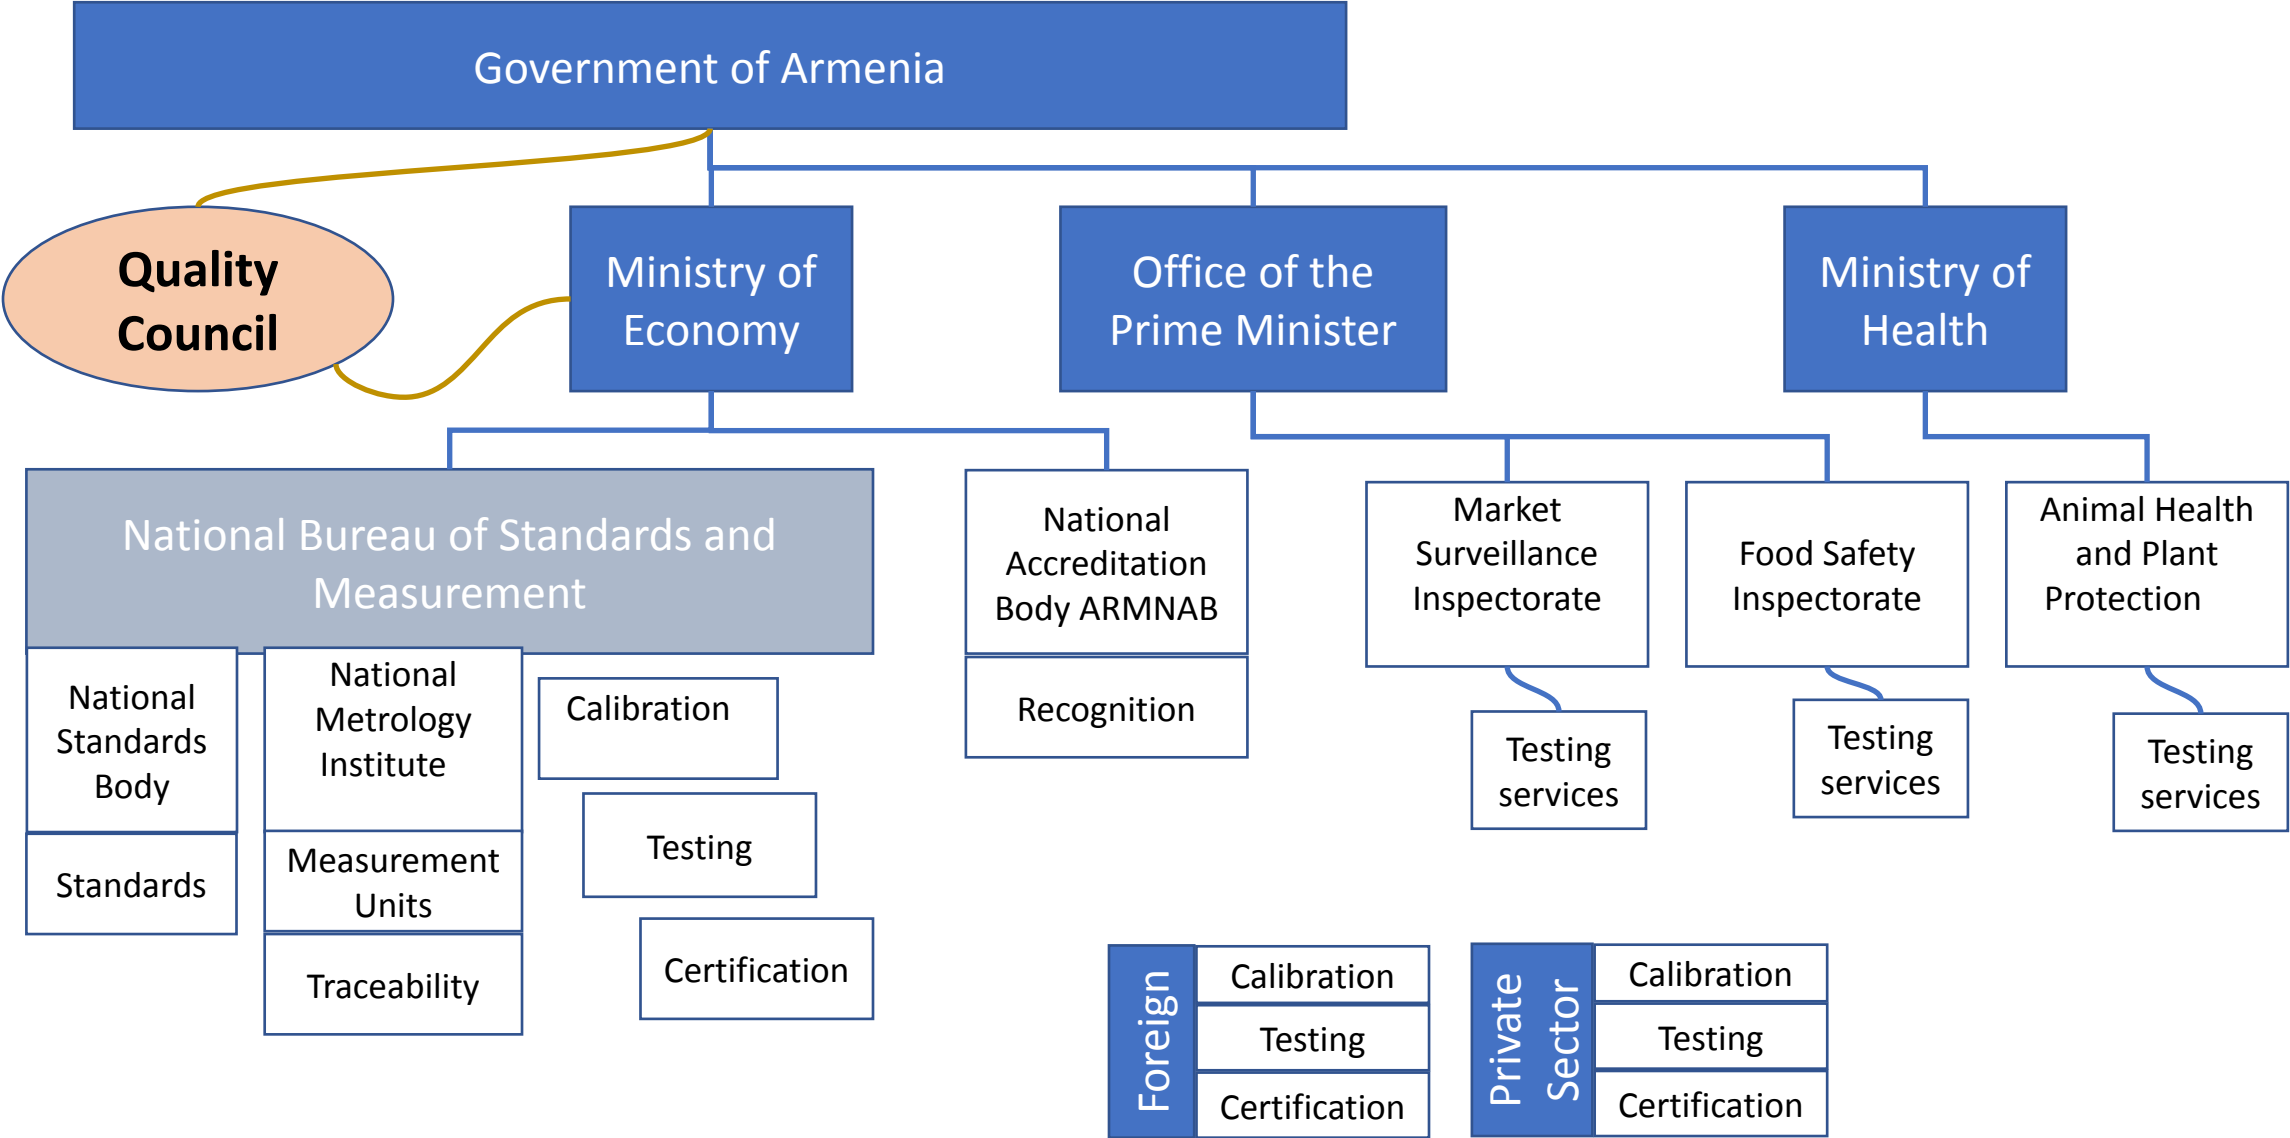 Government of Armenia
Quality
Council
Ministry of
Economy
Office of the
Prime Minister
Ministry of
Health
National Bureau of Standards and
Measurement
National
Accreditation
Body ARMNAB
Recognition
Market
Surveillance
Inspectorate
Food Safety
Inspectorate
Animal Health
and Plant
Protection
National
Standards
Body
Standards
National
Metrology
Institute
Measurement
Units
Traceability
Calibration
Testing
Certification
Testing
services
Testing
services
Testing
services
Foreign
Calibration
Testing
Certification
Private
Sector
Calibration
Testing
Certification